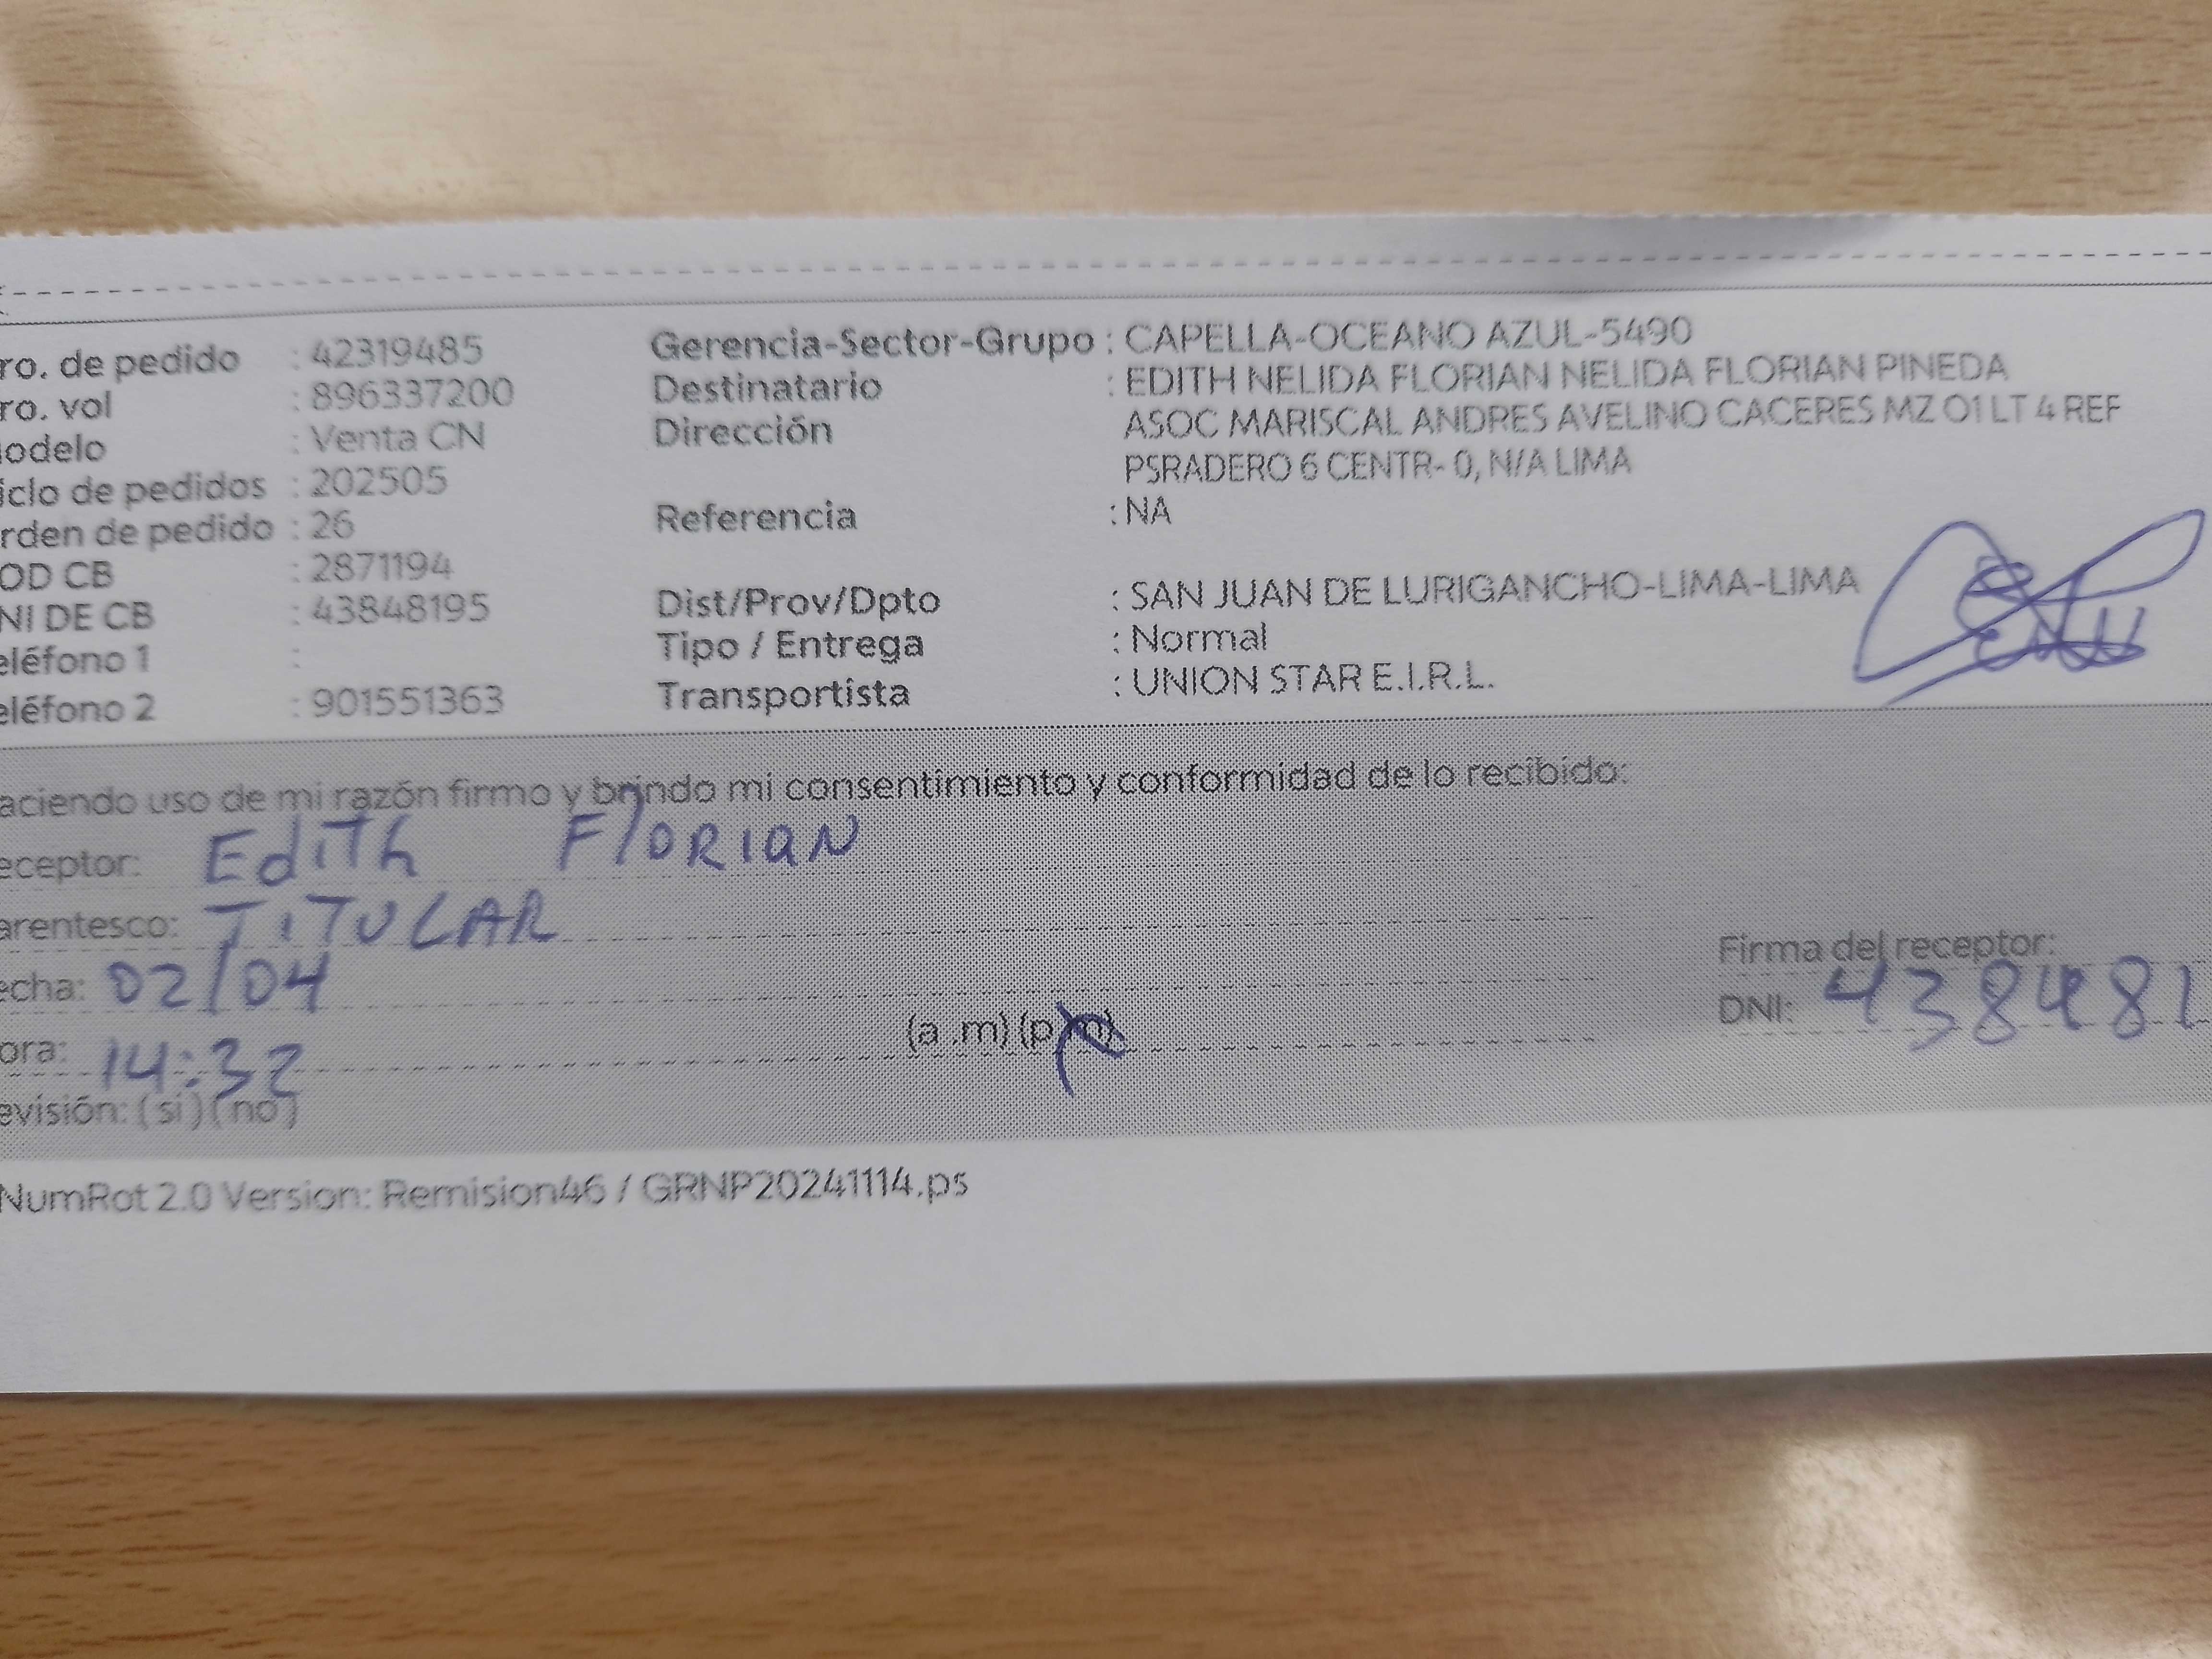 ro. de pedido : 42319485 Gerencia-Sector-Grupo : CAPELLA-OCEANO AZUL-5490
ro. vol : 896337200 Destinatario : EDITH NELIDA FLORIAN NELIDA FLORIAN PINEDA
odelo : Venta CN Dirección ASOC MARISCAL ANDRES AVELINO CACERES MZ O1 LT 4 REF
iclo de pedidos : 202505 PSRADERO 6 CENTR- 0, N/A LIMA
rden de pedido : 26 Referencia : NA
OD CB : 2871194
NI DE CB : 43848195 Dist/Prov/Dpto : SAN JUAN DE LURIGANCHO-LIMA-LIMA
eléfono 1 : Tipo / Entrega : Normal
eléfono 2 : 901551363 Transportista : UNION STAR E.I.R.L.
aciendo uso de mi razón firmo y brindo mi consentimiento y conformidad de lo recibido:
eceptor: Edith Florian
arentesco: TITULAR
echa: 02/04 Firma del receptor:
ora: 14:32 (a .m) (p.m) DNI: 438481
evisión: ( si ) ( no )
NumRot 2.0 Version: Remision46 / GRNP20241114.ps